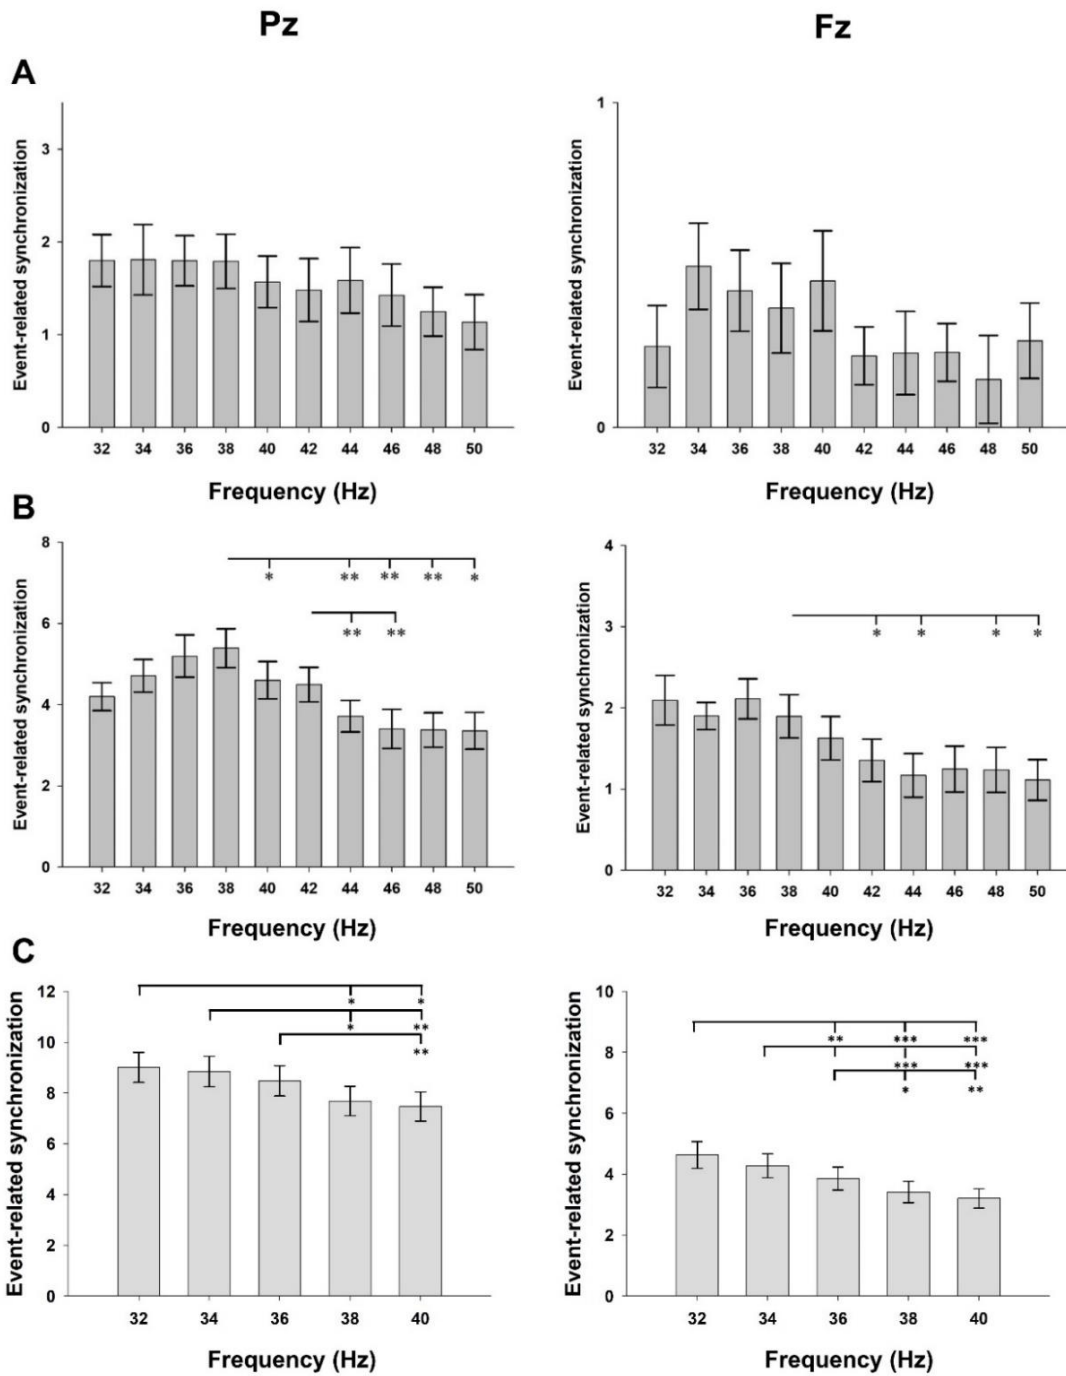 Pz
Fz
A
Event-related synchronization
3
2
1
0
32 34 36 38 40 42 44 46 48 50
Frequency (Hz)
Event-related synchronization
1
0
32 34 36 38 40 42 44 46 48 50
Frequency (Hz)
B
Event-related synchronization
8
6
4
2
0
* ** ** ** *
** **
32 34 36 38 40 42 44 46 48 50
Frequency (Hz)
Event-related synchronization
4
3
2
1
0
* * * *
32 34 36 38 40 42 44 46 48 50
Frequency (Hz)
C
Event-related synchronization
12
10
8
6
4
2
0
* *
* **
**
32 34 36 38 40
Frequency (Hz)
Event-related synchronization
10
8
6
4
2
0
** *** ***
*** ***
* **
32 34 36 38 40
Frequency (Hz)